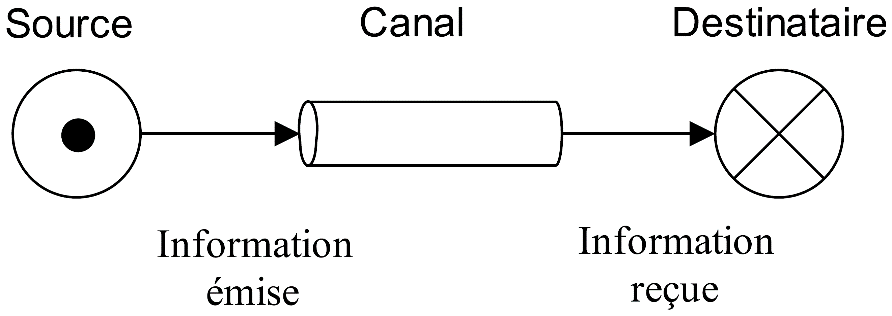 Source
Canal
Destinataire
Information
émise
Information
reçue